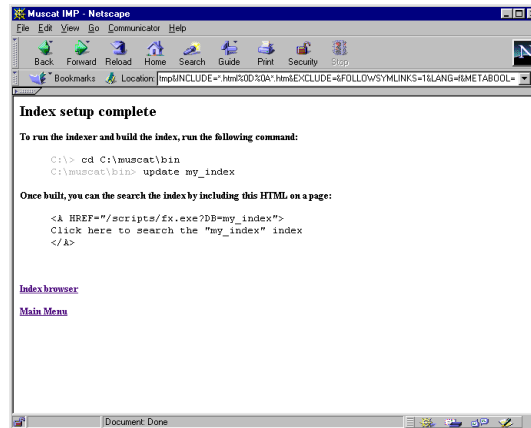 Muscat IMP - Netscape
File Edit View Go Communicator Help
Back Forward Reload Home Search Guide Print Security Stop
N
Bookmarks Location: tmp&INCLUDE=*.html%0D%0A*.htm&EXCLUDE=&FOLLOWSYMLINKS=1&LANG=&METABOOL=
Index setup complete
To run the indexer and build the index, run the following command:
C:\> cd C:\muscat\bin
C:\muscat\bin> update my_index
Once built, you can the search the index by including this HTML on a page:
<A HREF="/scripts/fx.exe?DB=my_index">
Click here to search the "my_index" index
</A>
Index browser
Main Menu
Document: Done